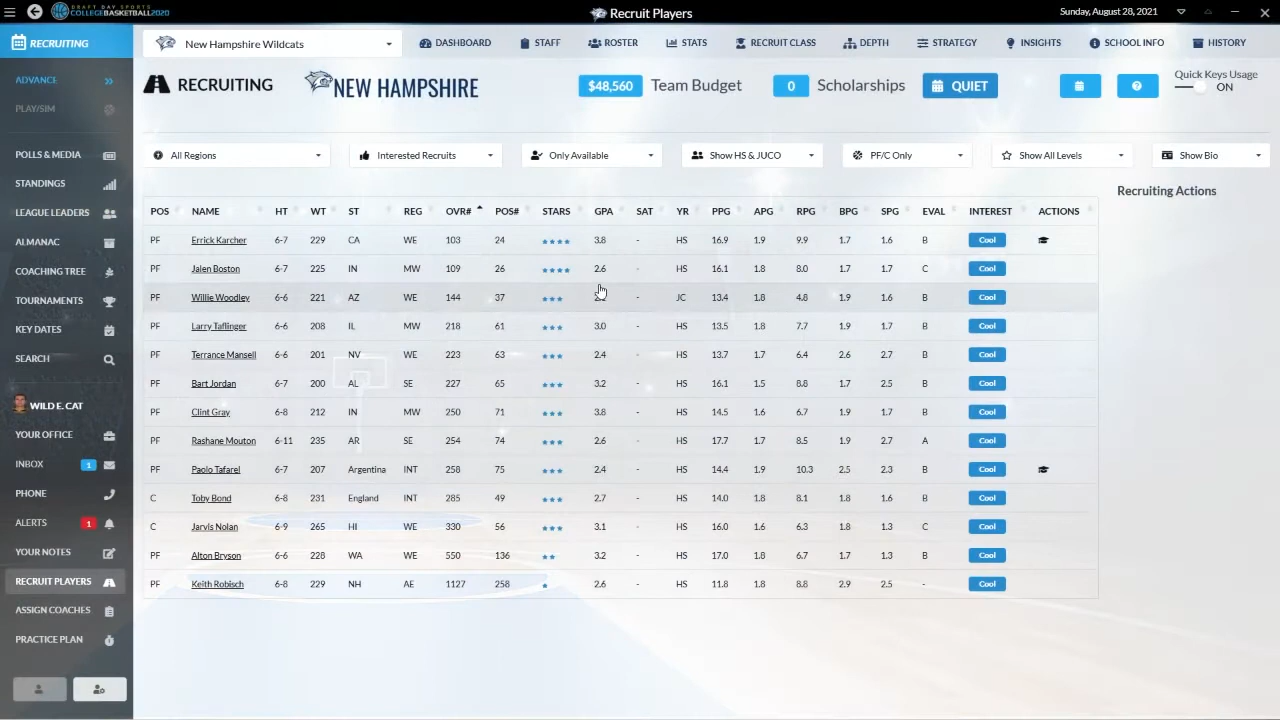 DRAFT DAY SPORTS
COLLEGEBASKETBALL2020
Recruit Players
Sunday, August 28, 2021
RECRUITING
New Hampshire Wildcats
DASHBOARD STAFF ROSTER STATS RECRUIT CLASS DEPTH STRATEGY INSIGHTS SCHOOL INFO HISTORY
RECRUITING NEW HAMPSHIRE $48,560 Team Budget 0 Scholarships QUIET Quick Keys Usage
ON
All Regions Interested Recruits Only Available Show HS & JUCO PF/C Only Show All Levels Show Bio
Recruiting Actions
POS NAME HT WT ST REG OVR# POS# STARS GPA SAT YR PPG APG RPG BPG SPG EVAL INTEREST ACTIONS
PF Errick Karcher 6-7 229 CA WE 103 24 ★★★★ 3.8 - HS 16.9 1.9 9.9 1.7 1.6 B Cool
PF Jalen Boston 6-7 225 IN MW 109 26 ★★★★ 2.6 - HS 16.1 1.8 8.0 1.7 1.7 C Cool
PF Willie Woodley 6-6 221 AZ WE 144 37 ★★★ - JC 13.4 1.8 4.8 1.9 1.6 B Cool
PF Larry Taflinger 6-6 208 IL MW 218 61 ★★★ 3.0 - HS 13.5 1.8 7.7 1.9 1.7 B Cool
PF Terrance Mansell 6-6 201 NV WE 223 63 ★★★ 2.4 - HS 13.7 1.7 6.4 2.6 2.7 B Cool
PF Bart Jordan 6-7 200 AL SE 227 65 ★★★ 3.2 - HS 16.1 1.5 8.8 1.7 2.5 B Cool
PF Clint Gray 6-8 212 IN MW 250 71 ★★★ 3.8 - HS 14.5 1.6 6.7 1.9 1.7 B Cool
PF Rashane Mouton 6-11 235 AR SE 254 74 ★★★ 2.6 - HS 17.7 1.7 8.5 1.9 2.7 A Cool
PF Paolo Tafarel 6-7 207 Argentina INT 258 75 ★★★ 2.4 - HS 14.4 1.9 10.3 2.5 2.3 B Cool
C Toby Bond 6-8 231 England INT 285 49 ★★★ 2.7 - HS 14.0 1.8 8.1 1.8 1.6 B Cool
C Jarvis Nolan 6-9 265 HI WE 330 56 ★★★ 3.1 - HS 16.0 1.6 6.3 1.8 1.3 C Cool
PF Alton Bryson 6-6 228 WA WE 550 136 ★★ 3.2 - HS 17.0 1.8 6.7 1.7 1.3 B Cool
PF Keith Robisch 6-8 229 NH AE 1127 258 ★ 2.6 - HS 11.8 1.8 8.8 2.9 2.5 - Cool
ADVANCE
PLAY/SIM
POLLS & MEDIA
STANDINGS
LEAGUE LEADERS
ALMANAC
COACHING TREE
TOURNAMENTS
KEY DATES
SEARCH
WILD E. CAT
YOUR OFFICE
INBOX 1
PHONE
ALERTS 1
YOUR NOTES
RECRUIT PLAYERS
ASSIGN COACHES
PRACTICE PLAN